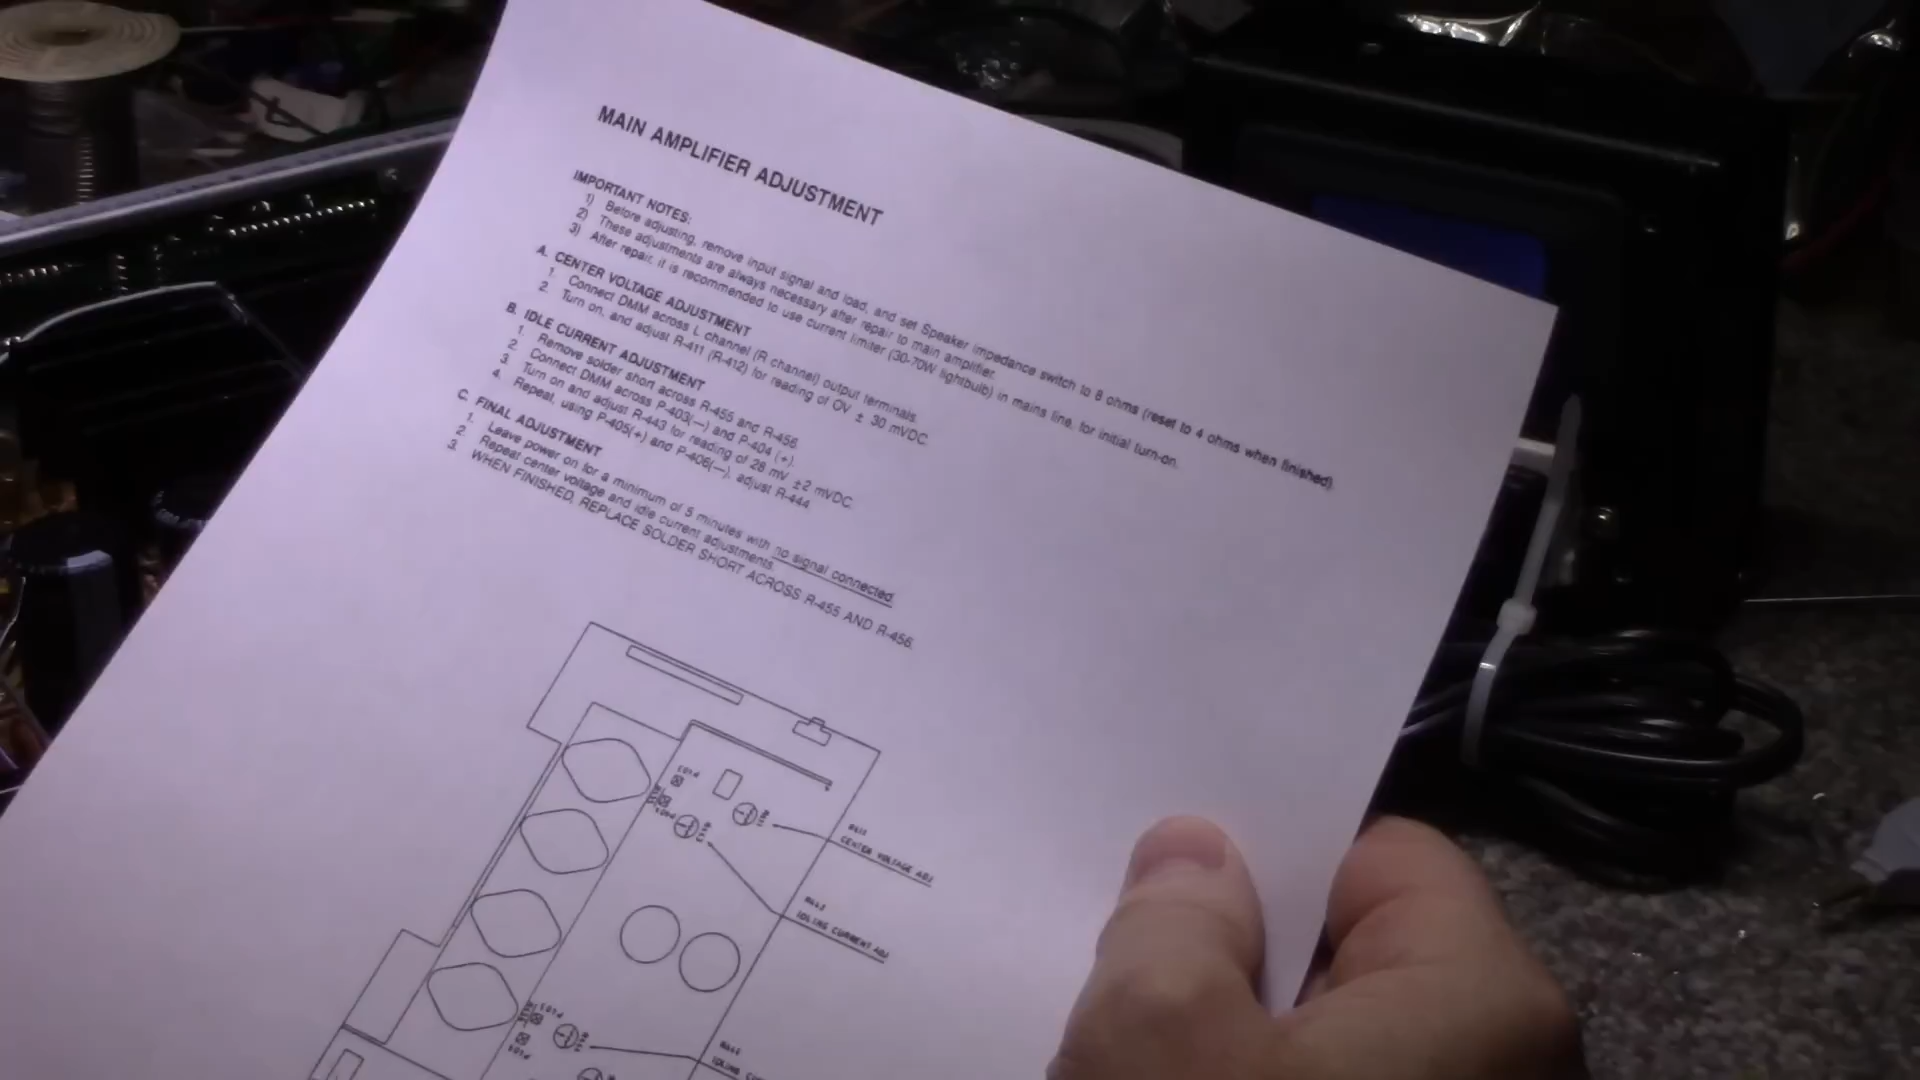 MAIN AMPLIFIER ADJUSTMENT
IMPORTANT NOTES:
1) Before adjusting, remove input signal and load, and set Speaker impedance switch to 8 ohms (reset to 4 ohms when finished)
2) These adjustments are always necessary after repair to main amplifier.
3) After repair, it is recommended to use current limiter (30-70W lightbulb) in mains line, for initial turn-on.
A. CENTER VOLTAGE ADJUSTMENT
1. Connect DMM across L channel (R channel) output terminals.
2. Turn on, and adjust R-411 (R-412) for reading of OV ± 30 mVDC.
B. IDLE CURRENT ADJUSTMENT
1. Remove solder short across R-455 and R-456.
2. Connect DMM across P-403(—) and P-404 (+).
3. Turn on and adjust R-443 for reading of 28 mV ±2 mVDC.
4. Repeat, using P-405(+) and P-406(—), adjust R-444
C. FINAL ADJUSTMENT
1. Leave power on for a minimum of 5 minutes with no signal connected.
2. Repeat center voltage and idle current adjustments.
3. WHEN FINISHED, REPLACE SOLDER SHORT ACROSS R-455 AND R-456.
CENTER VOLTAGE ADJ
IDLING CURRENT ADJ